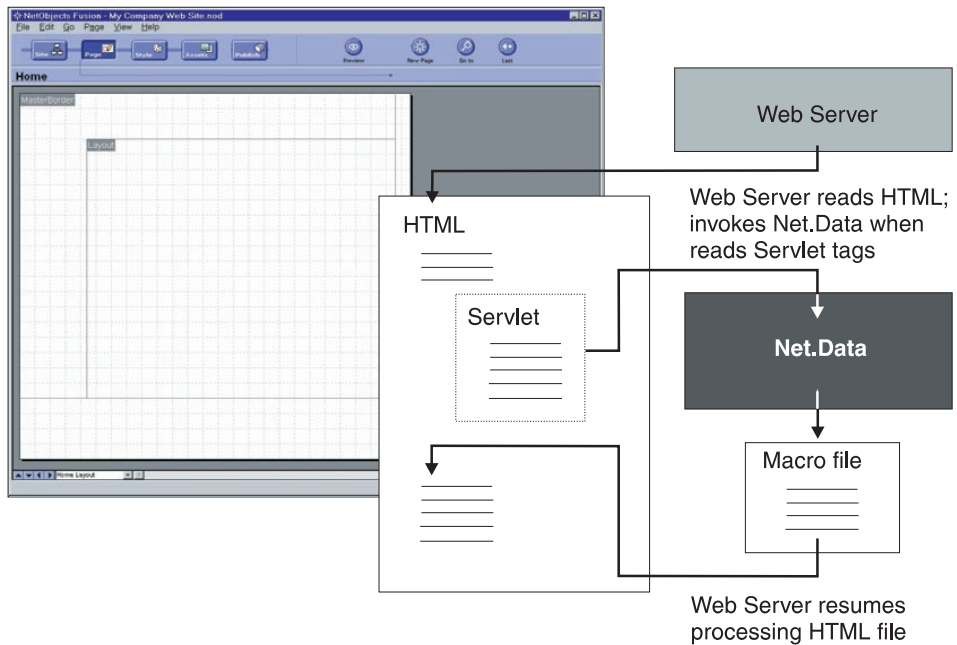 NetObjects Fusion - My Company Web Site.nod
File Edit Go Page View Help
Site Page Style Assets Publish Preview New Page Go to Last
Home
MasterBorder
Layout
Home Layout
Web Server
Web Server reads HTML;
invokes Net.Data when
reads Servlet tags
HTML
Servlet
Net.Data
Macro file
Web Server resumes
processing HTML file